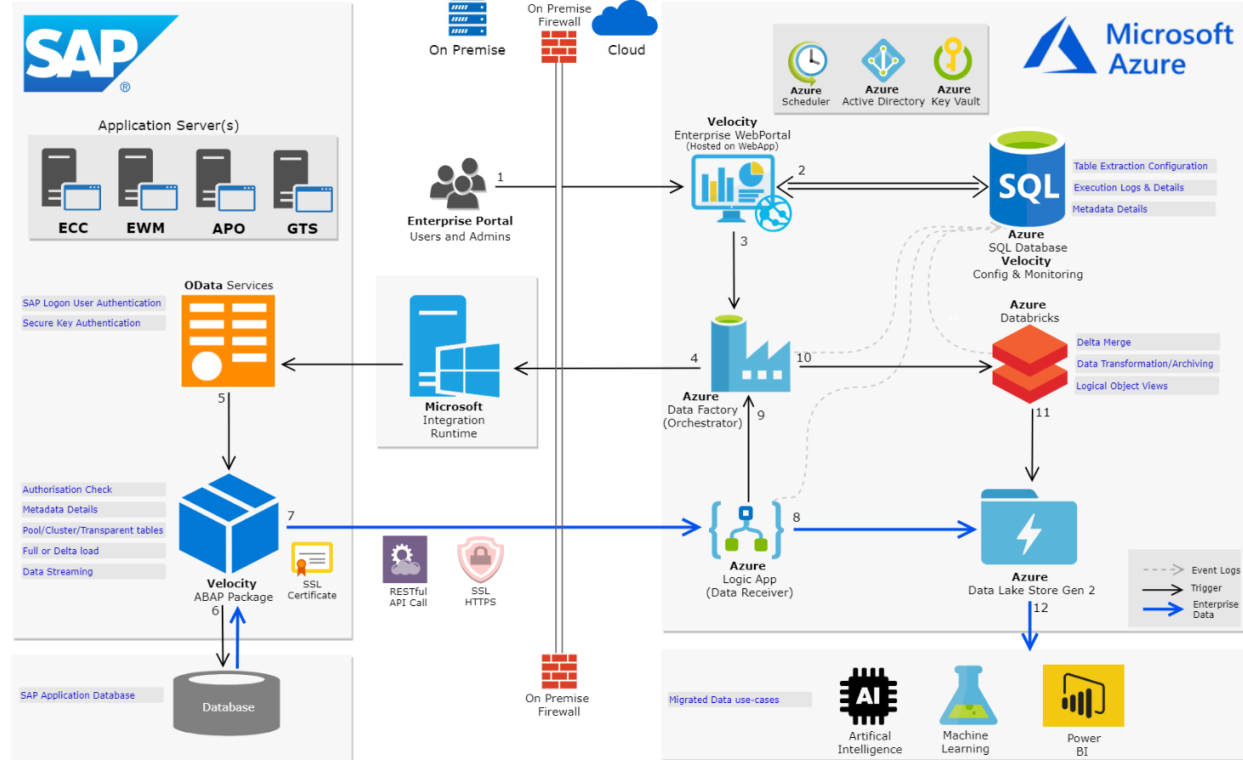 SAP
®
On Premise
On Premise
Firewall
Cloud
Microsoft
Azure
Azure
Scheduler
Azure
Active Directory
Azure
Key Vault
Application Server(s)
ECC
EWM
APO
GTS
Velocity
Enterprise WebPortal
(Hosted on WebApp)
1
2
SQL
Table Extraction Configuration
Execution Logs & Details
Metadata Details
Enterprise Portal
Users and Admins
Azure
SQL Database
Velocity
Config & Monitoring
3
OData Services
SAP Logon User Authentication
Secure Key Authentication
Azure
Databricks
Delta Merge
Data Transformation/Archiving
Logical Object Views
4
10
5
Microsoft
Integration
Runtime
Azure
Data Factory
(Orchestrator)
9
11
Authorisation Check
Metadata Details
Pool/Cluster/Transparent tables
Full or Delta load
Data Streaming
7
8
SSL
Certificate
RESTful
API Call
SSL
HTTPS
Velocity
ABAP Package
6
Azure
Logic App
(Data Receiver)
Azure
Data Lake Store Gen 2
12
Event Logs
Trigger
Enterprise
Data
SAP Application Database
Database
On Premise
Firewall
Migrated Data use-cases
AI
Artifical
Intelligence
Machine
Learning
Power
BI